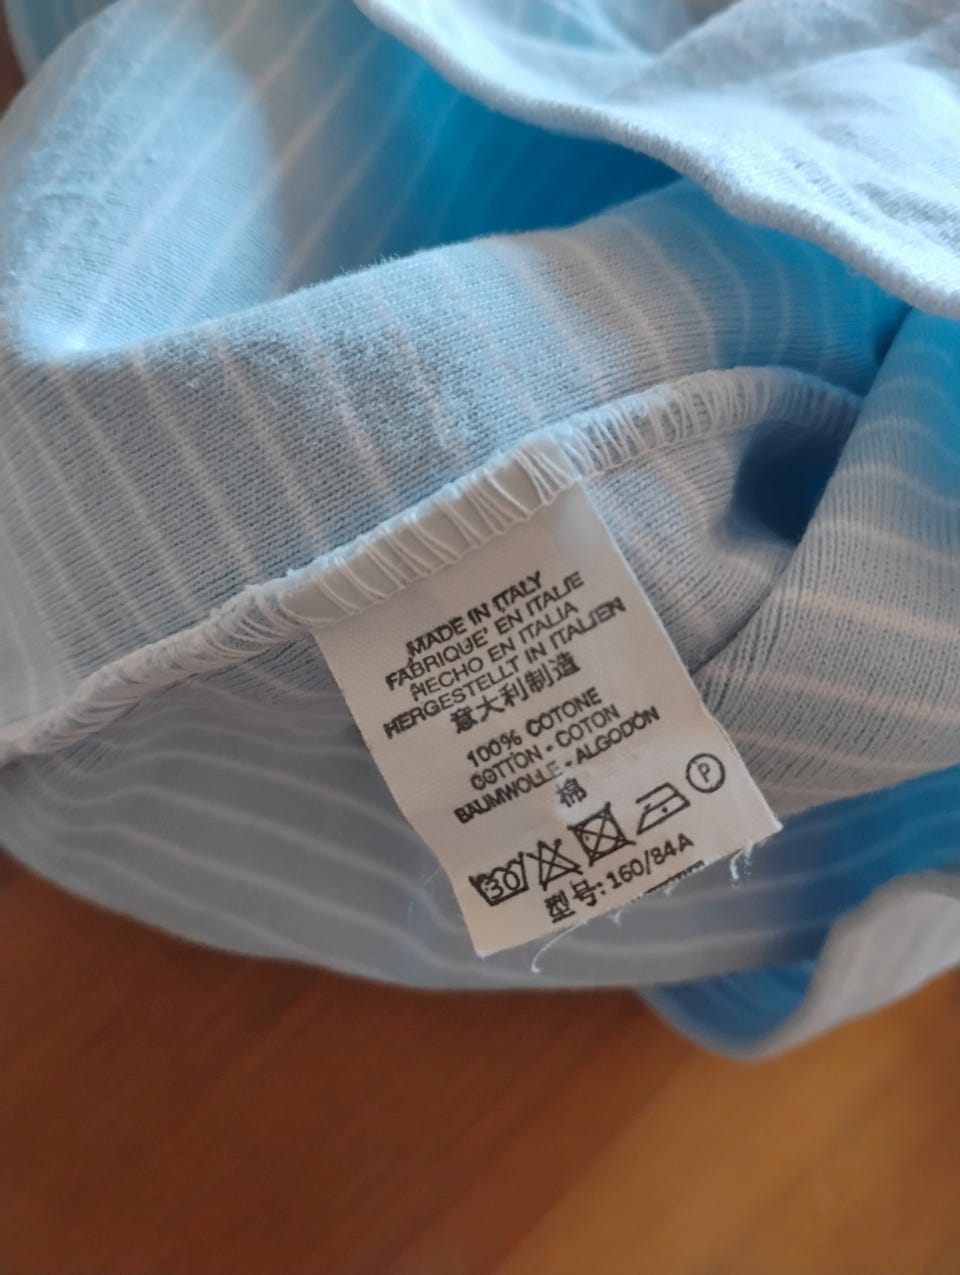 MADE IN ITALY
FABRIQUE' EN ITALIE
HECHO EN ITALIA
HERGESTELLT IN ITALIEN
意大利制造
100% COTONE
COTTON - COTON
BAUMWOLLE - ALGODÓN
棉
30 P
型号: 160/84A